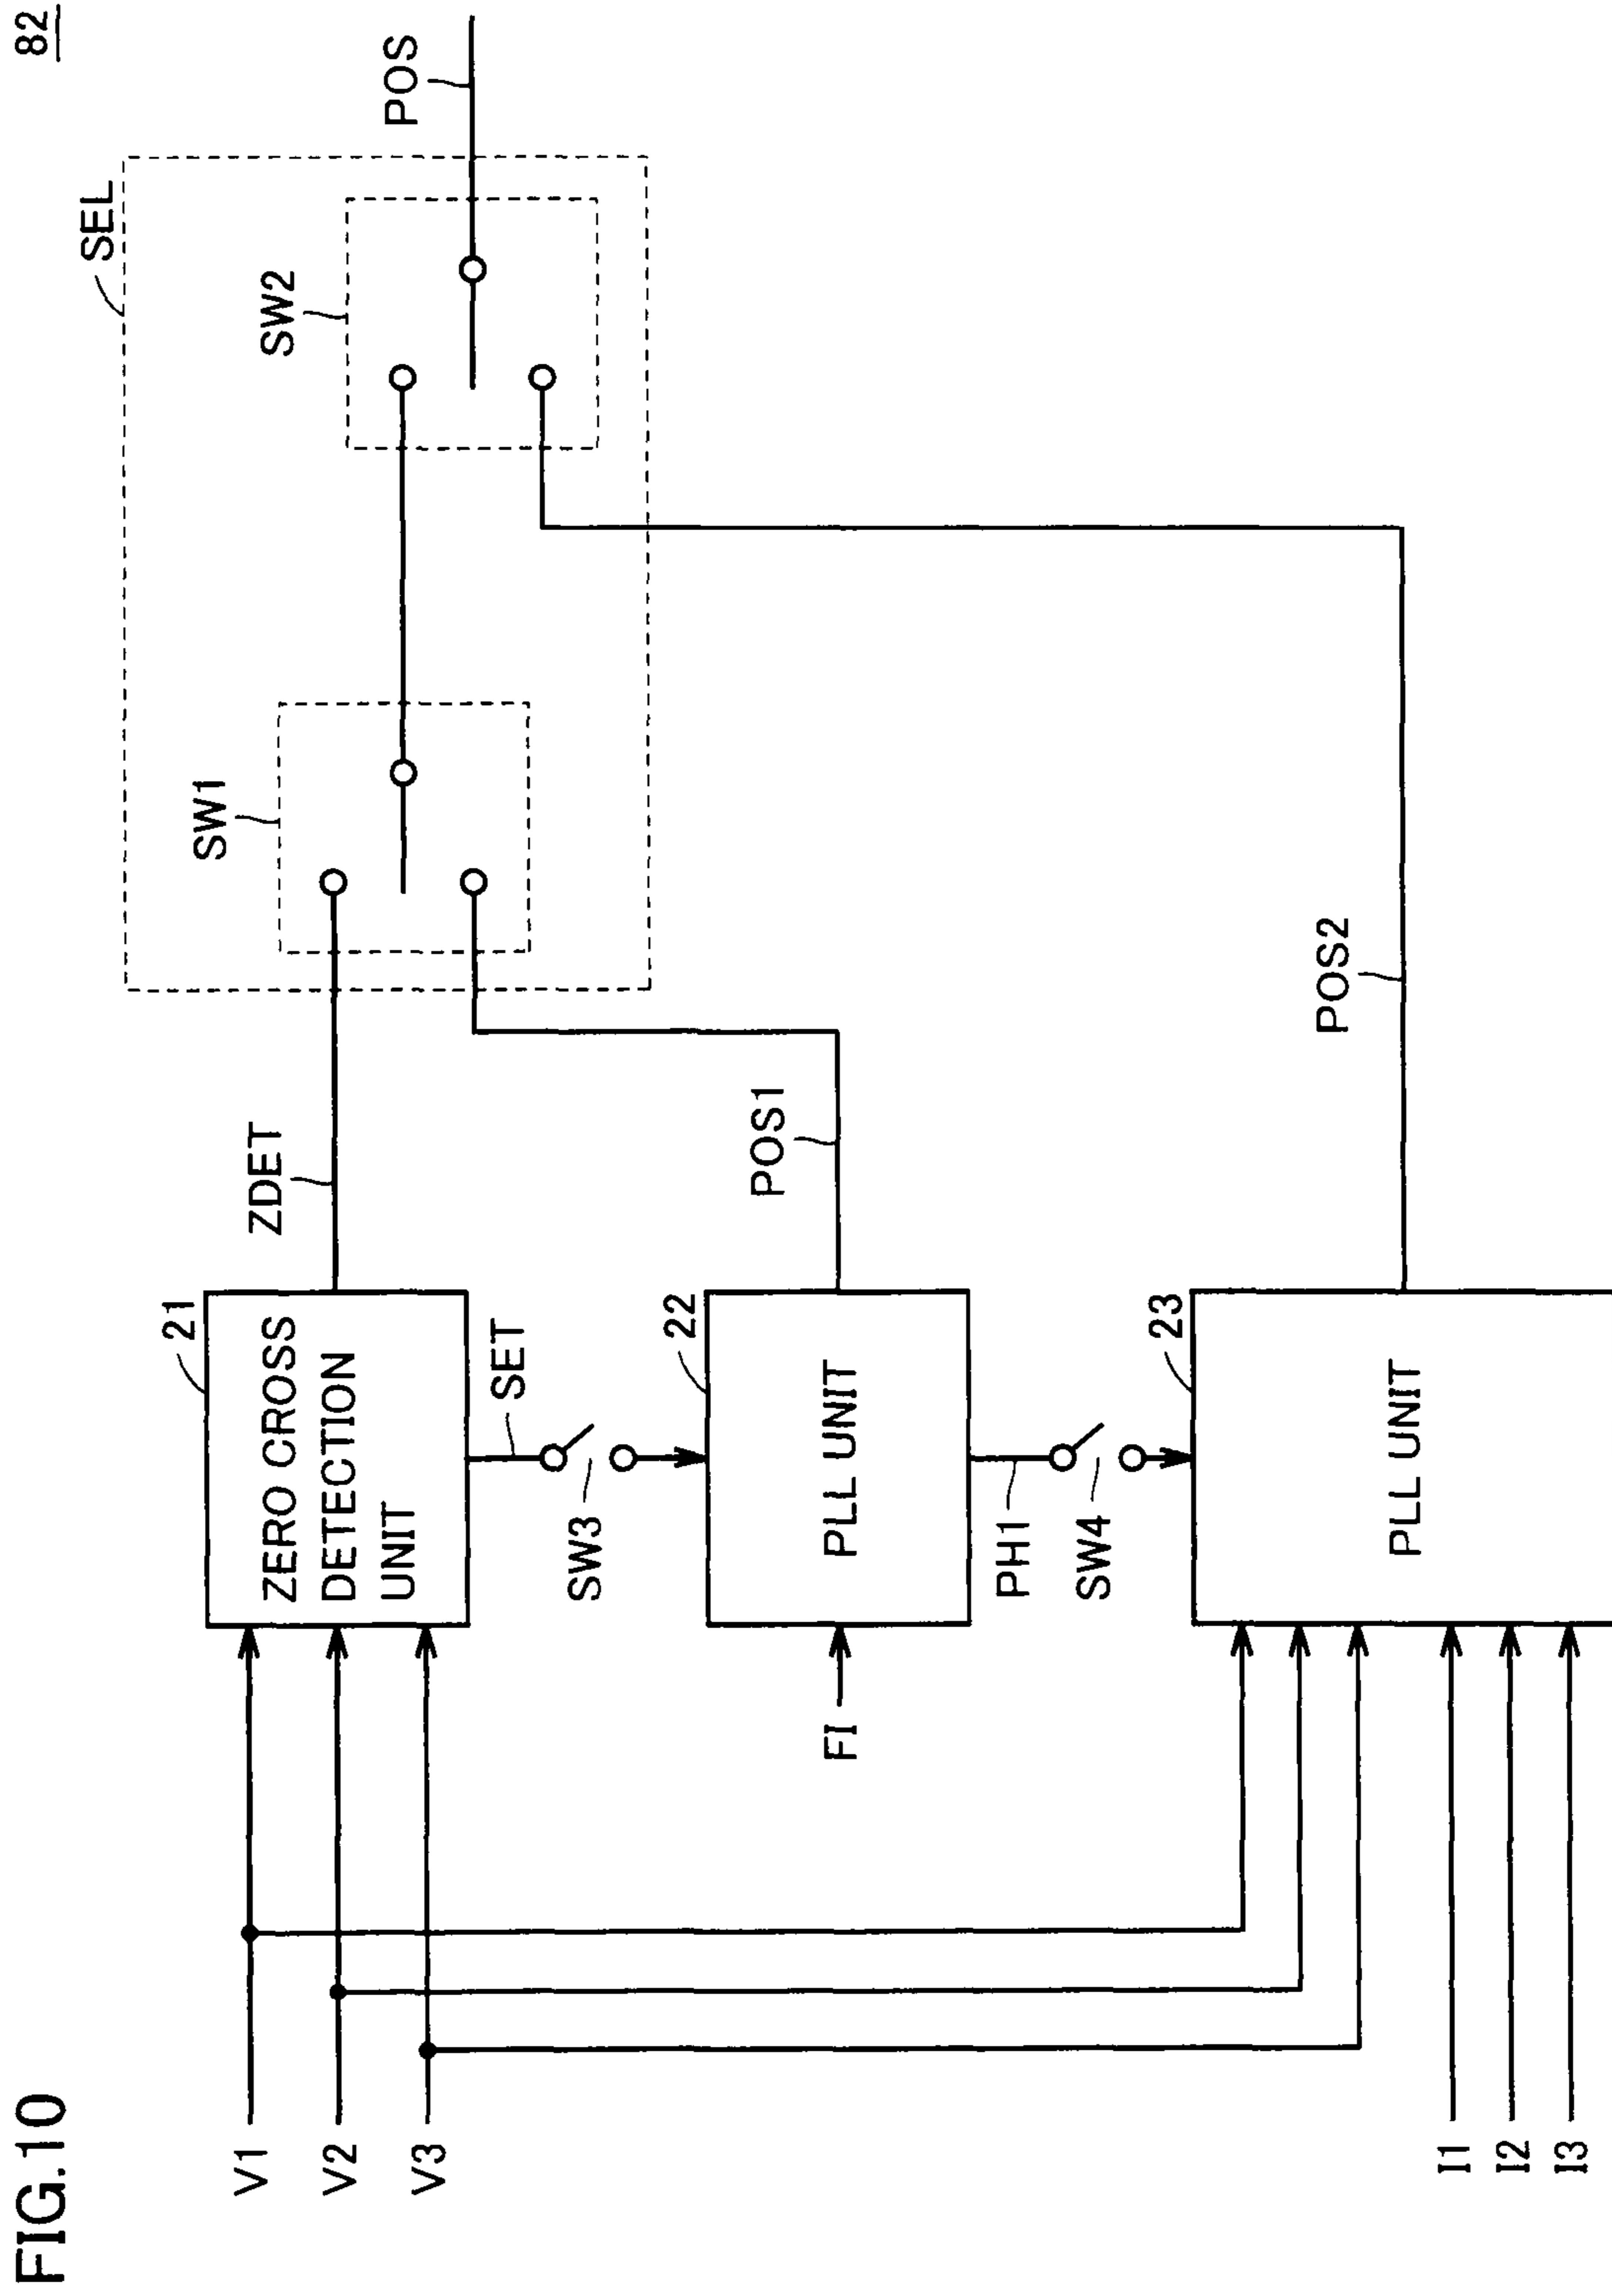 FIG.10
82
SEL
SW2
POS
SW1
ZDET
21
ZERO CROSS
DETECTION
UNIT
V1
V2
V3
SET
SW3
22
PLL UNIT
POS1
FI
PH1
SW4
23
PLL UNIT
POS2
I1
I2
I3